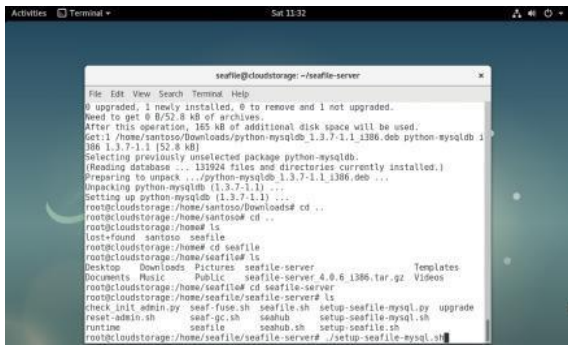 Activities Terminal Sat 11:32
seafile@cloudstorage: ~/seafile-server
File Edit View Search Terminal Help
0 upgraded, 1 newly installed, 0 to remove and 1 not upgraded.
Need to get 0 B/52.8 kB of archives.
After this operation, 165 kB of additional disk space will be used.
Get:1 /home/santoso/Downloads/python-mysqldb_1.3.7-1.1_i386.deb python-mysqldb i
386 1.3.7-1.1 [52.8 kB]
Selecting previously unselected package python-mysqldb.
(Reading database ... 131924 files and directories currently installed.)
Preparing to unpack .../python-mysqldb_1.3.7-1.1_i386.deb ...
Unpacking python-mysqldb (1.3.7-1.1) ...
Setting up python-mysqldb (1.3.7-1.1) ...
root@cloudstorage:/home/santoso/Downloads# cd ..
root@cloudstorage:/home/santoso# cd ..
root@cloudstorage:/home# ls
lost+found santoso seafile
root@cloudstorage:/home# cd seafile
root@cloudstorage:/home/seafile# ls
Desktop Downloads Pictures seafile-server Templates
Documents Music Public seafile-server_4.0.6_i386.tar.gz Videos
root@cloudstorage:/home/seafile# cd seafile-server
root@cloudstorage:/home/seafile/seafile-server# ls
check_init_admin.py seaf-fuse.sh seafile.sh setup-seafile-mysql.py upgrade
reset-admin.sh seaf-gc.sh seahub setup-seafile-mysql.sh
runtime seafile seahub.sh setup-seafile.sh
root@cloudstorage:/home/seafile/seafile-server# ./setup-seafile-mysql.sh